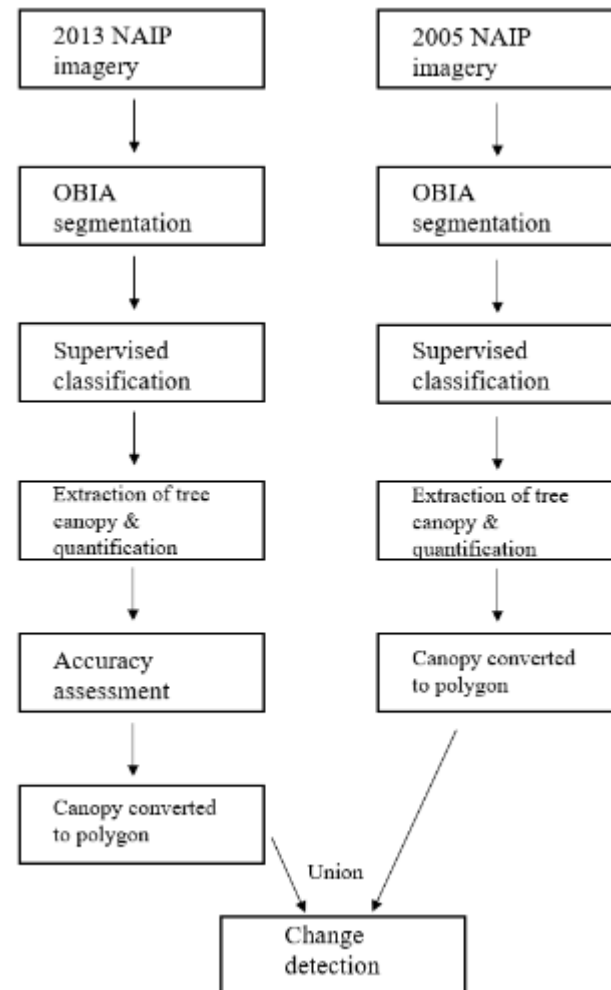 2013 NAIP
imagery
OBIA
segmentation
Supervised
classification
Extraction of tree
canopy &
quantification
Accuracy
assessment
Canopy converted
to polygon
2005 NAIP
imagery
OBIA
segmentation
Supervised
classification
Extraction of tree
canopy &
quantification
Canopy converted
to polygon
Union
Change
detection